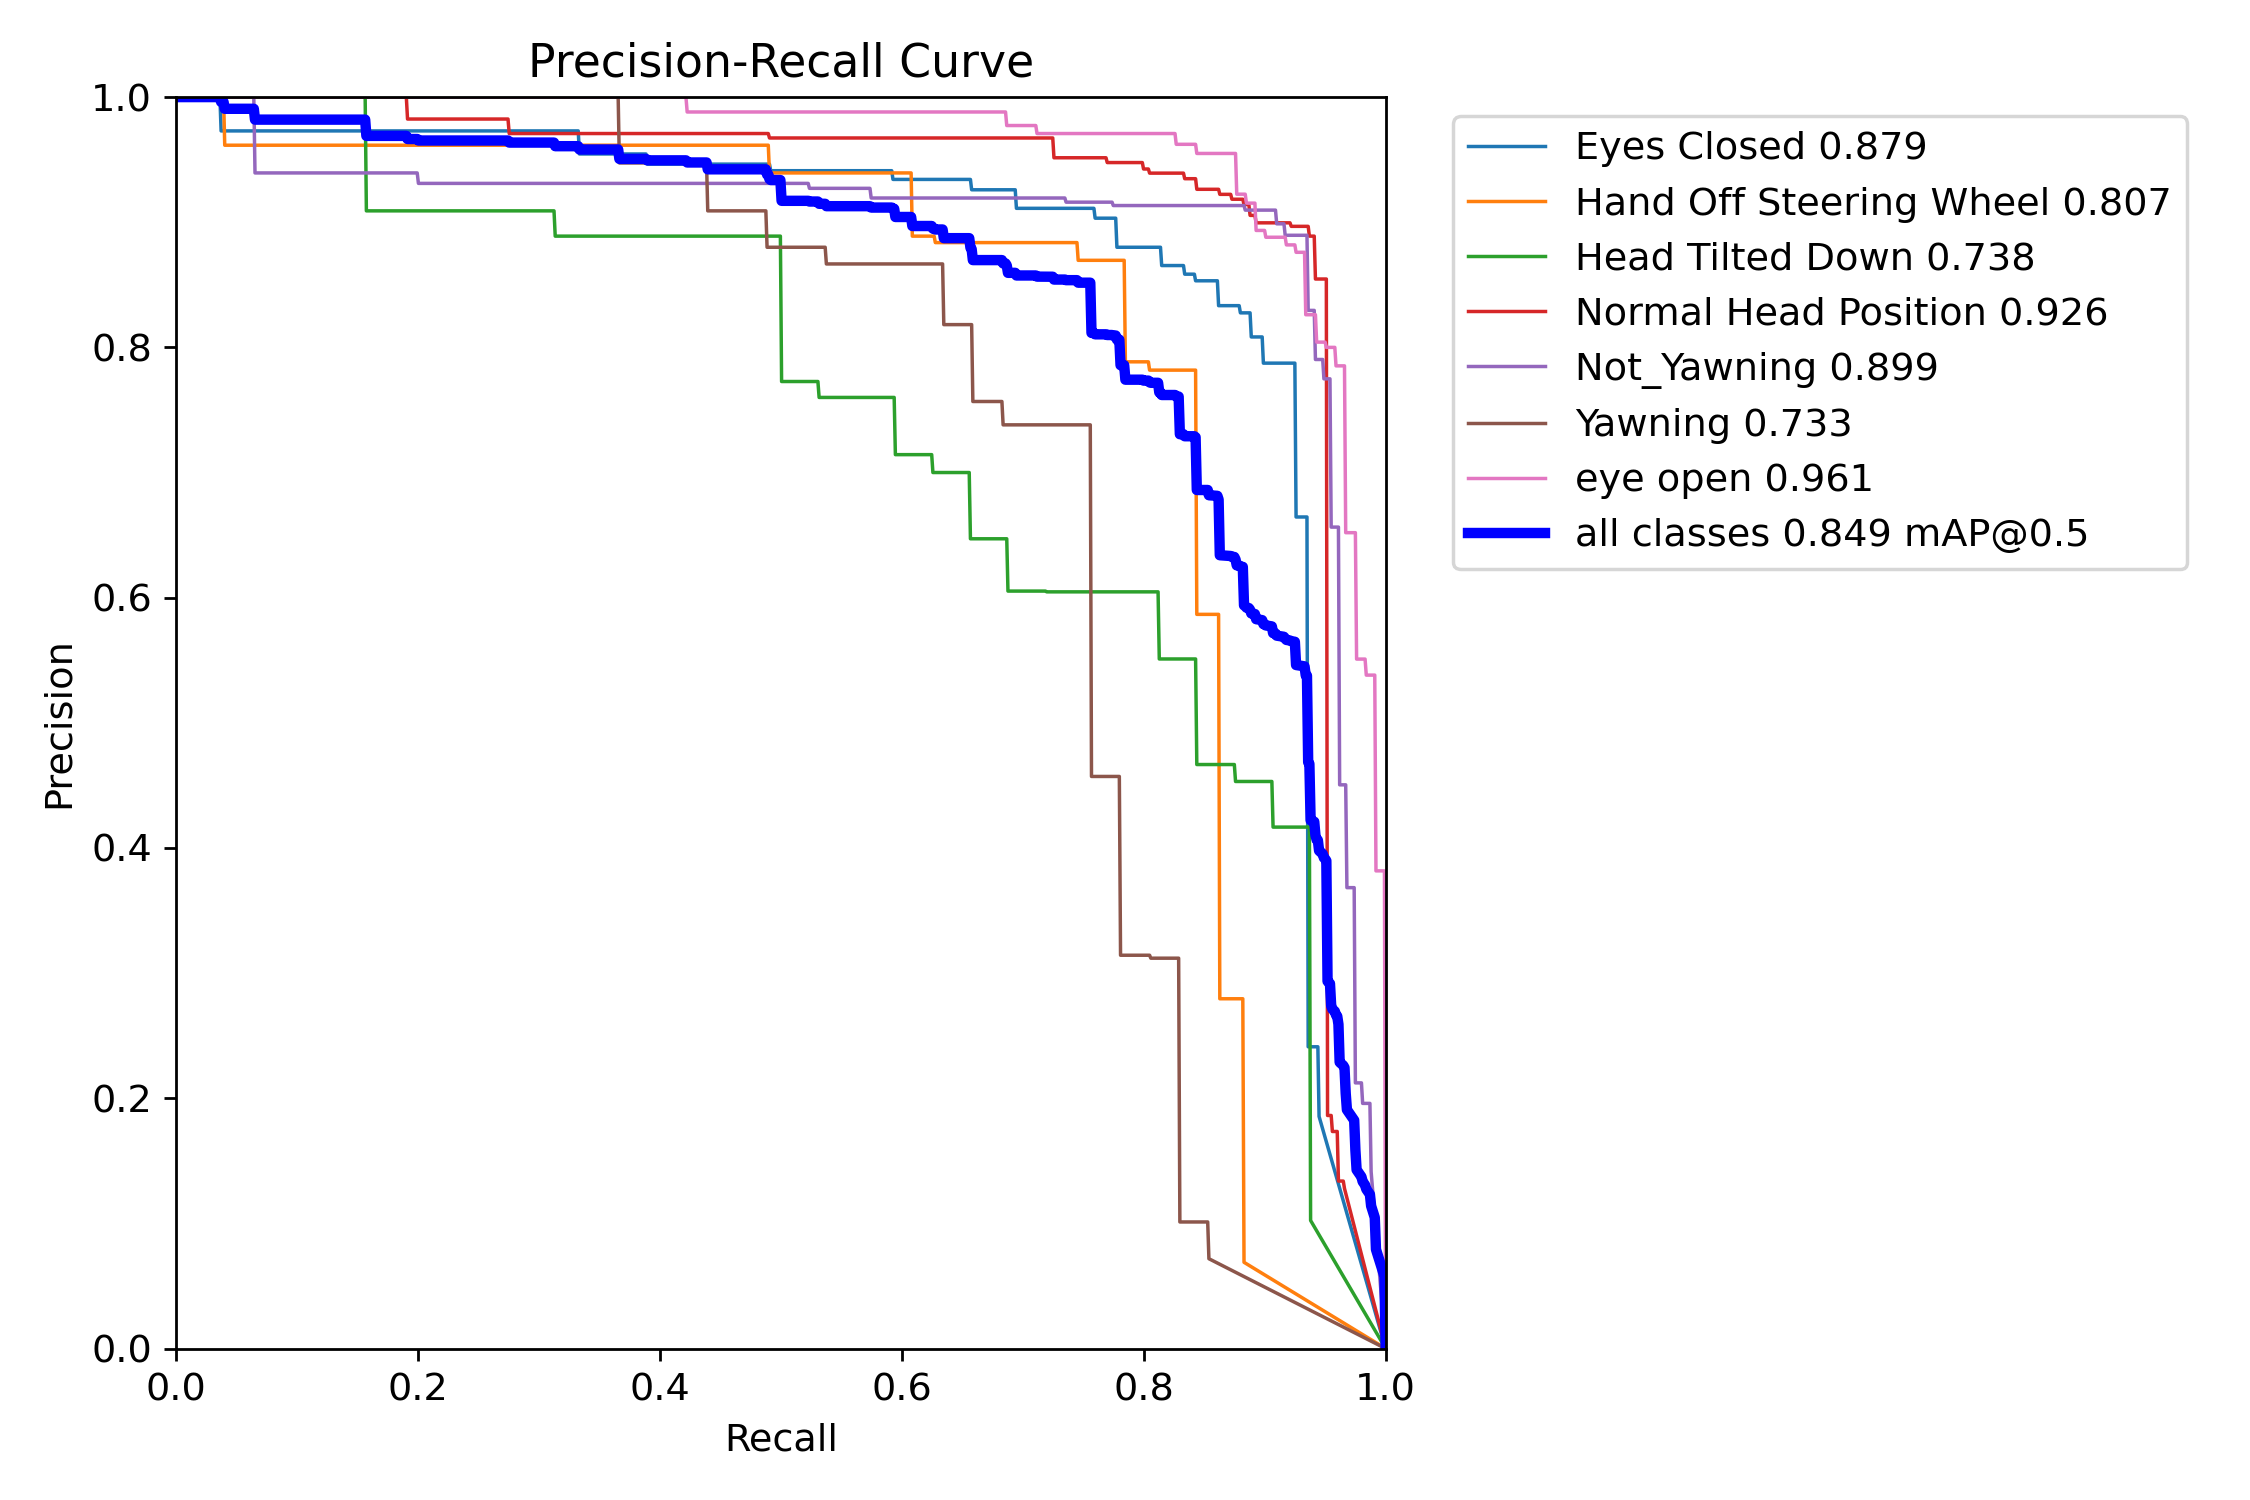 Precision-Recall Curve
1.0
0.8
0.6
0.4
0.2
0.0
Precision
0.0 0.2 0.4 0.6 0.8 1.0
Recall
Eyes Closed 0.879
Hand Off Steering Wheel 0.807
Head Tilted Down 0.738
Normal Head Position 0.926
Not_Yawning 0.899
Yawning 0.733
eye open 0.961
all classes 0.849 mAP@0.5